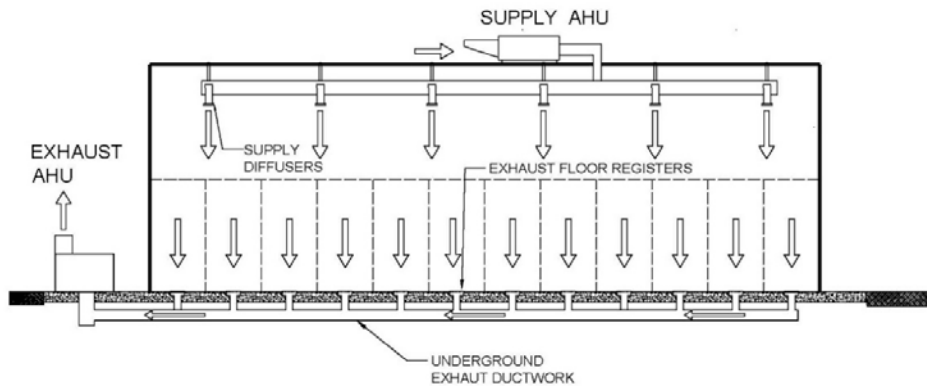 SUPPLY AHU
EXHAUST
AHU
SUPPLY
DIFFUSERS
EXHAUST FLOOR REGISTERS
UNDERGROUND
EXHAUT DUCTWORK